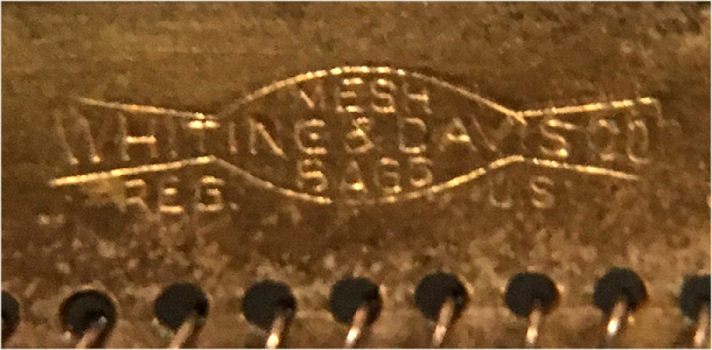 MESH
WHITING & DAVIS CO
BAGS
REG. U.S.